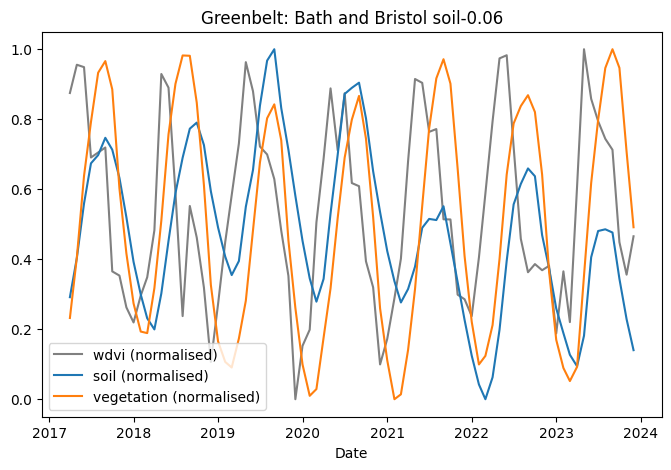 Greenbelt: Bath and Bristol soil-0.06
1.0
0.8
0.6
0.4
0.2
0.0
wdvi (normalised)
soil (normalised)
vegetation (normalised)
2017 2018 2019 2020 2021 2022 2023 2024
Date